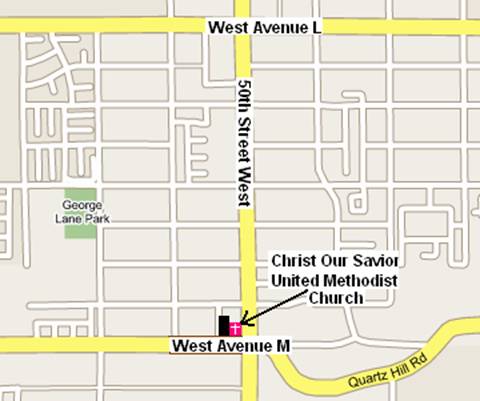 West Avenue L
50th Street West
George
Lane Park
Christ Our Savior
United Methodist
Church
West Avenue M
Quartz Hill Rd